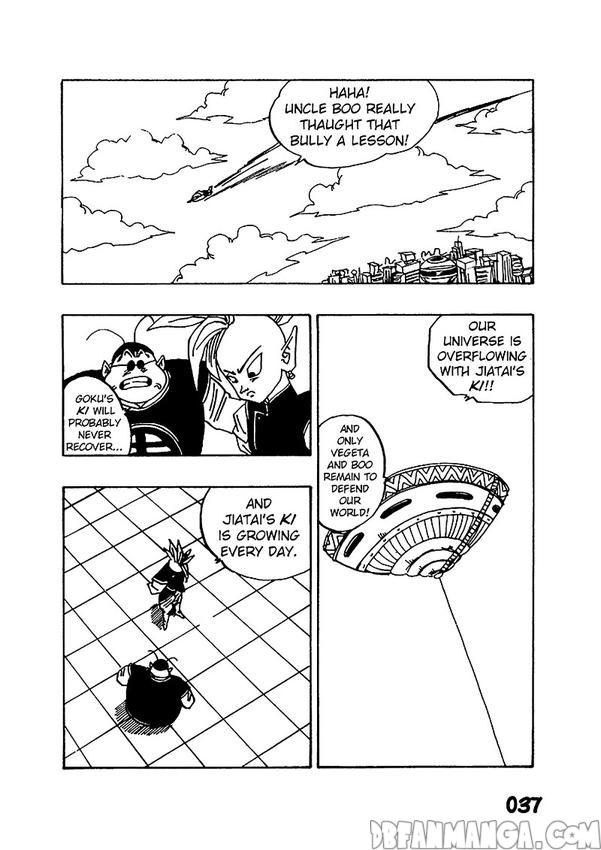 HAHA!
UNCLE BOO REALLY
THAUGHT THAT
BULLY A LESSON!
GOKU'S
KI WILL
PROBABLY
NEVER
RECOVER...
OUR
UNIVERSE IS
OVERFLOWING
WITH JIATAI'S
KI!!
AND
ONLY
VEGETA
AND BOO
REMAIN TO
DEFEND
OUR
WORLD!
AND
JIATAI'S KI
IS GROWING
EVERY DAY.
037
DBFANMANGA.COM